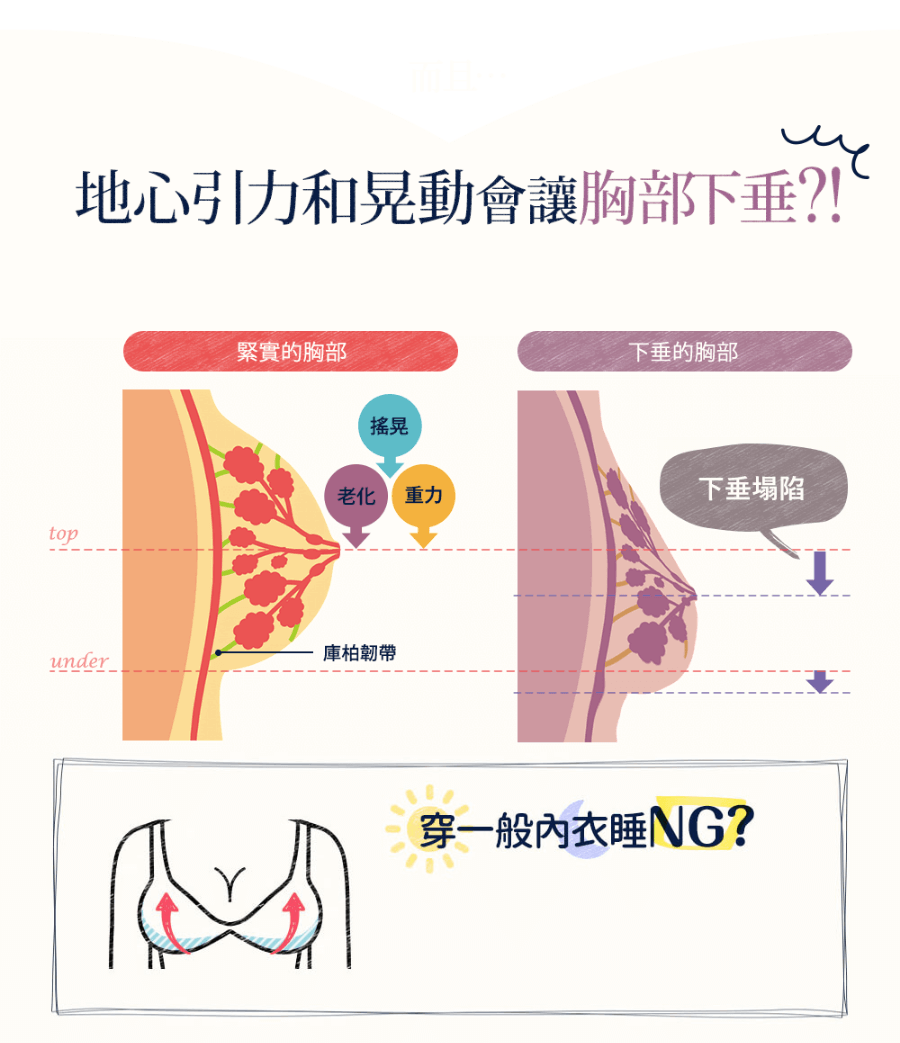 地心引力和晃動會讓胸部下垂?!
緊實的胸部
下垂的胸部
搖晃
老化
重力
下垂塌陷
top
under
庫柏韌帶
穿一般內衣睡NG?